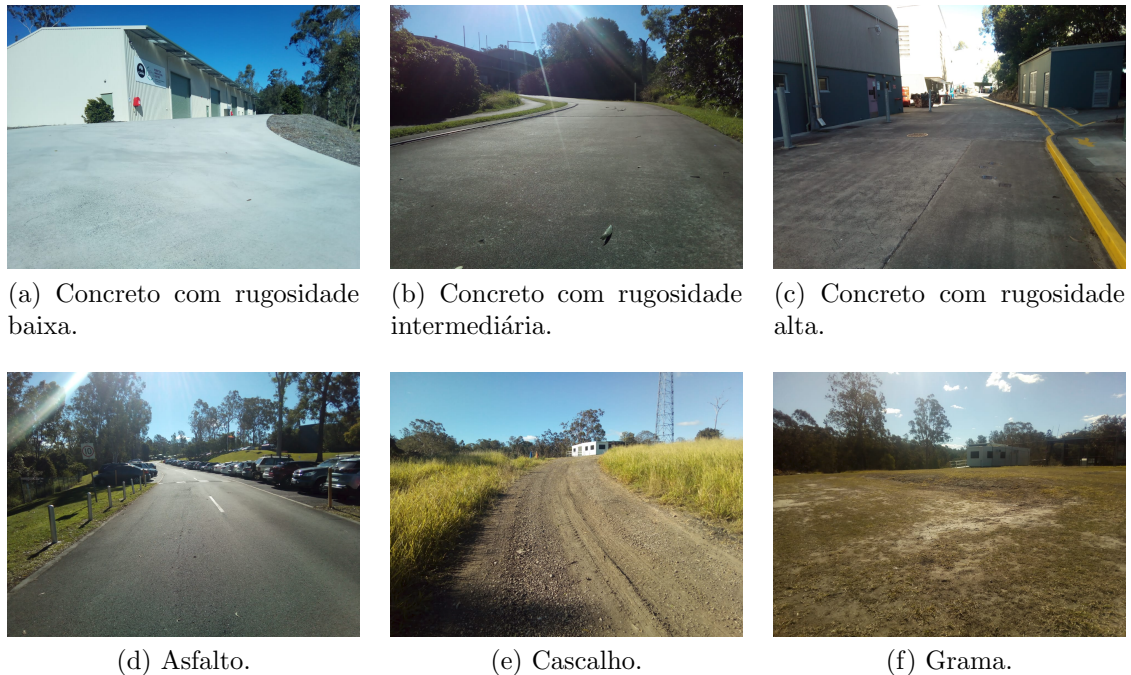 (a) Concreto com rugosidade
baixa.
(b) Concreto com rugosidade
intermediária.
(c) Concreto com rugosidade
alta.
(d) Asfalto.
(e) Cascalho.
(f) Grama.